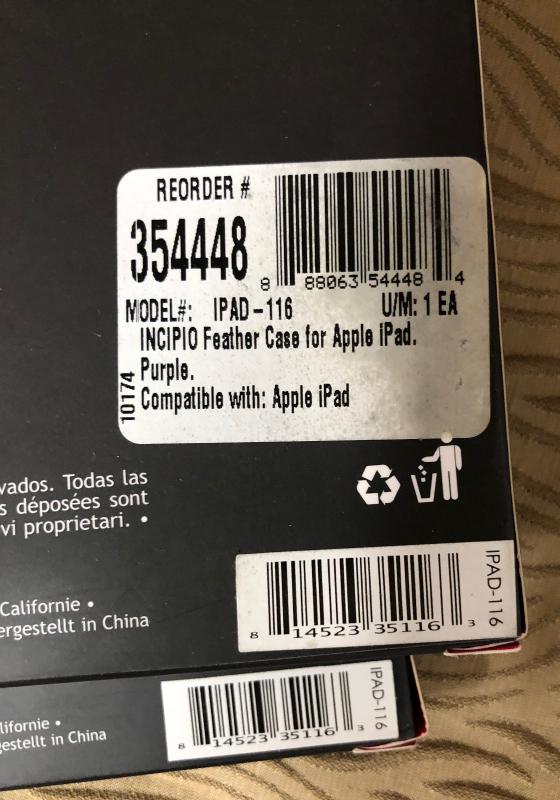 REORDER #
354448
8 88063 54448 4
MODEL#: IPAD-116 U/M: 1 EA
INCIPIO Feather Case for Apple iPad.
Purple.
Compatible with: Apple iPad
10174
vados. Todas las
s déposées sont
vi proprietari. •
Californie •
ergestellt in China
IPAD-116
8 14523 35116 3
lifornie •
gestellt in China
IPAD-116
8 14523 35116 3